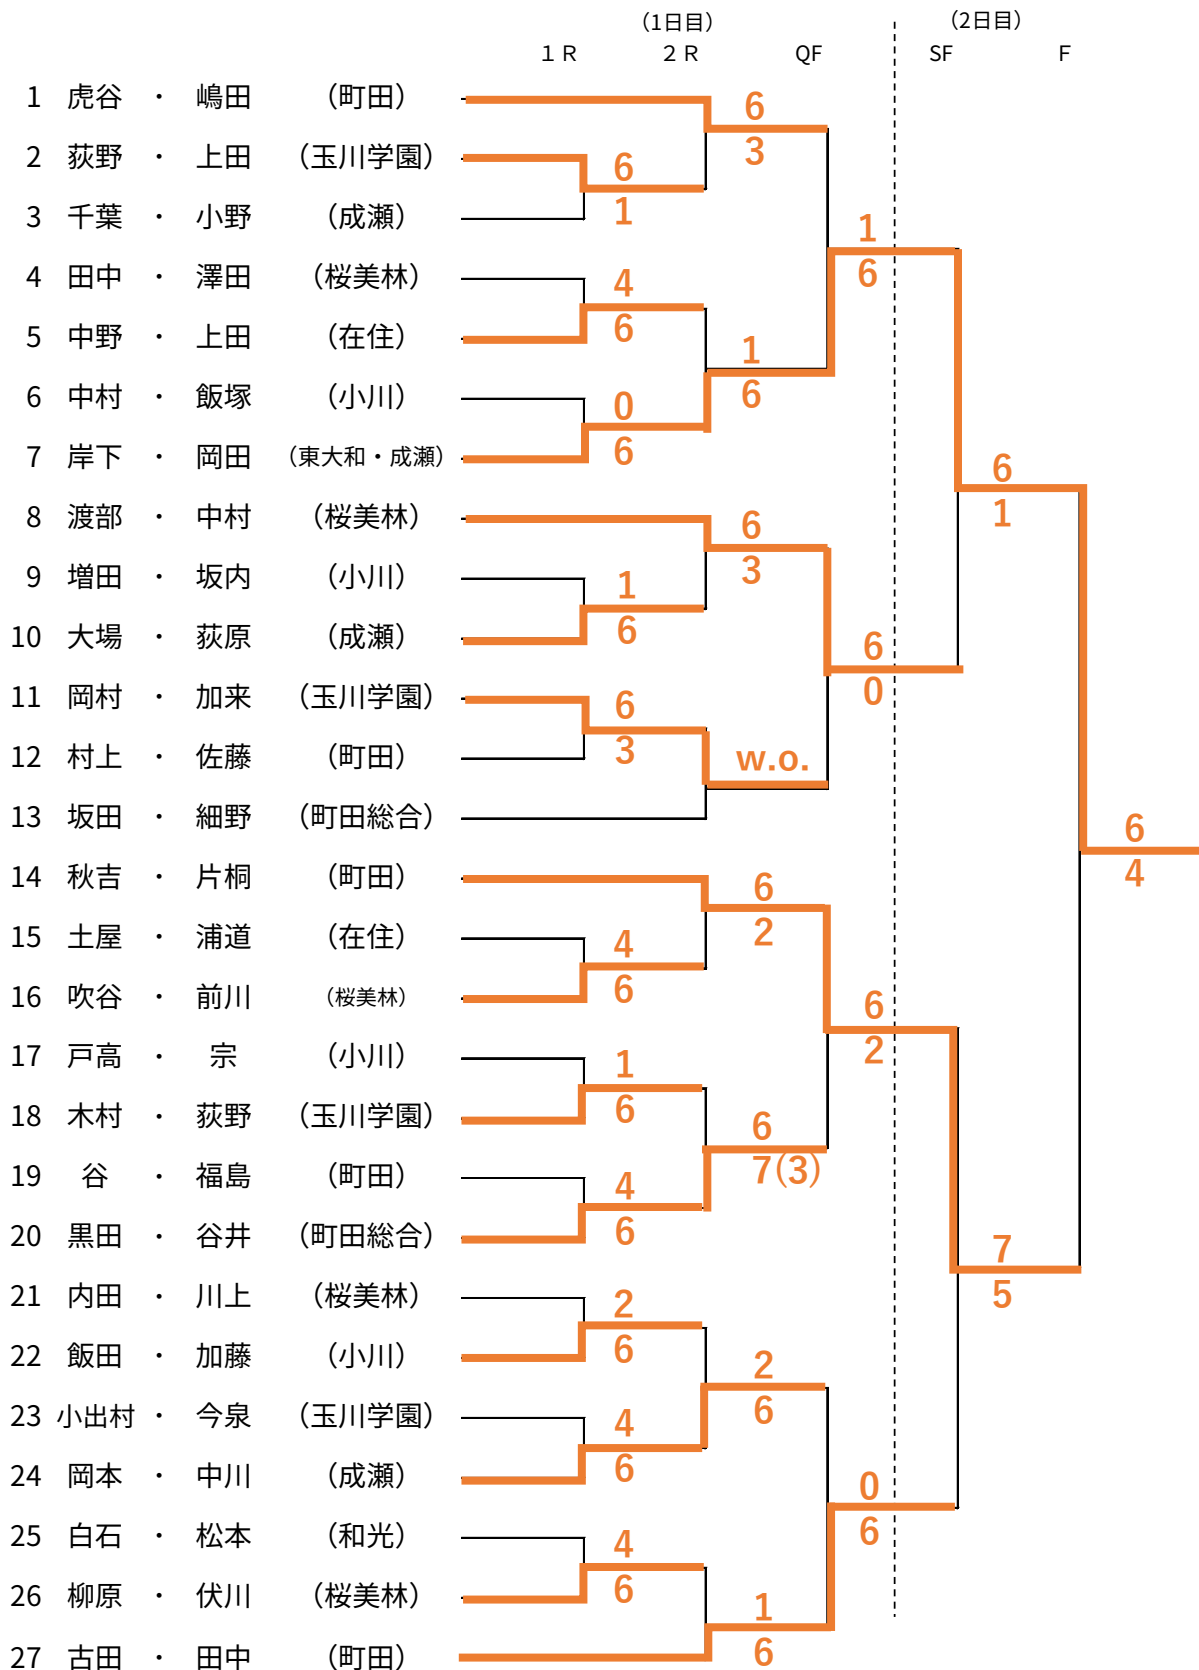 (1日目) (2日目)
１Ｒ ２Ｒ QF SF F
1 虎谷 ・ 嶋田 （町田）
2 荻野 ・ 上田 （玉川学園）
3 千葉 ・ 小野 （成瀬）
4 田中 ・ 澤田 （桜美林）
5 中野 ・ 上田 （在住）
6 中村 ・ 飯塚 （小川）
7 岸下 ・ 岡田 （東大和・成瀬）
8 渡部 ・ 中村 （桜美林）
9 増田 ・ 坂内 （小川）
10 大場 ・ 荻原 （成瀬）
11 岡村 ・ 加来 （玉川学園）
12 村上 ・ 佐藤 （町田）
13 坂田 ・ 細野 （町田総合）
14 秋吉 ・ 片桐 （町田）
15 土屋 ・ 浦道 （在住）
16 吹谷 ・ 前川 （桜美林）
17 戸高 ・ 宗 （小川）
18 木村 ・ 荻野 （玉川学園）
19 谷 ・ 福島 （町田）
20 黒田 ・ 谷井 （町田総合）
21 内田 ・ 川上 （桜美林）
22 飯田 ・ 加藤 （小川）
23 小出村 ・ 今泉 （玉川学園）
24 岡本 ・ 中川 （成瀬）
25 白石 ・ 松本 （和光）
26 柳原 ・ 伏川 （桜美林）
27 古田 ・ 田中 （町田）
6
1
4
6
0
6
1
6
6
3
4
6
1
6
4
6
2
6
4
6
4
6
6
3
1
6
6
3
w.o.
6
2
6
7(3)
2
6
1
6
1
6
6
0
6
2
0
6
6
1
7
5
6
4